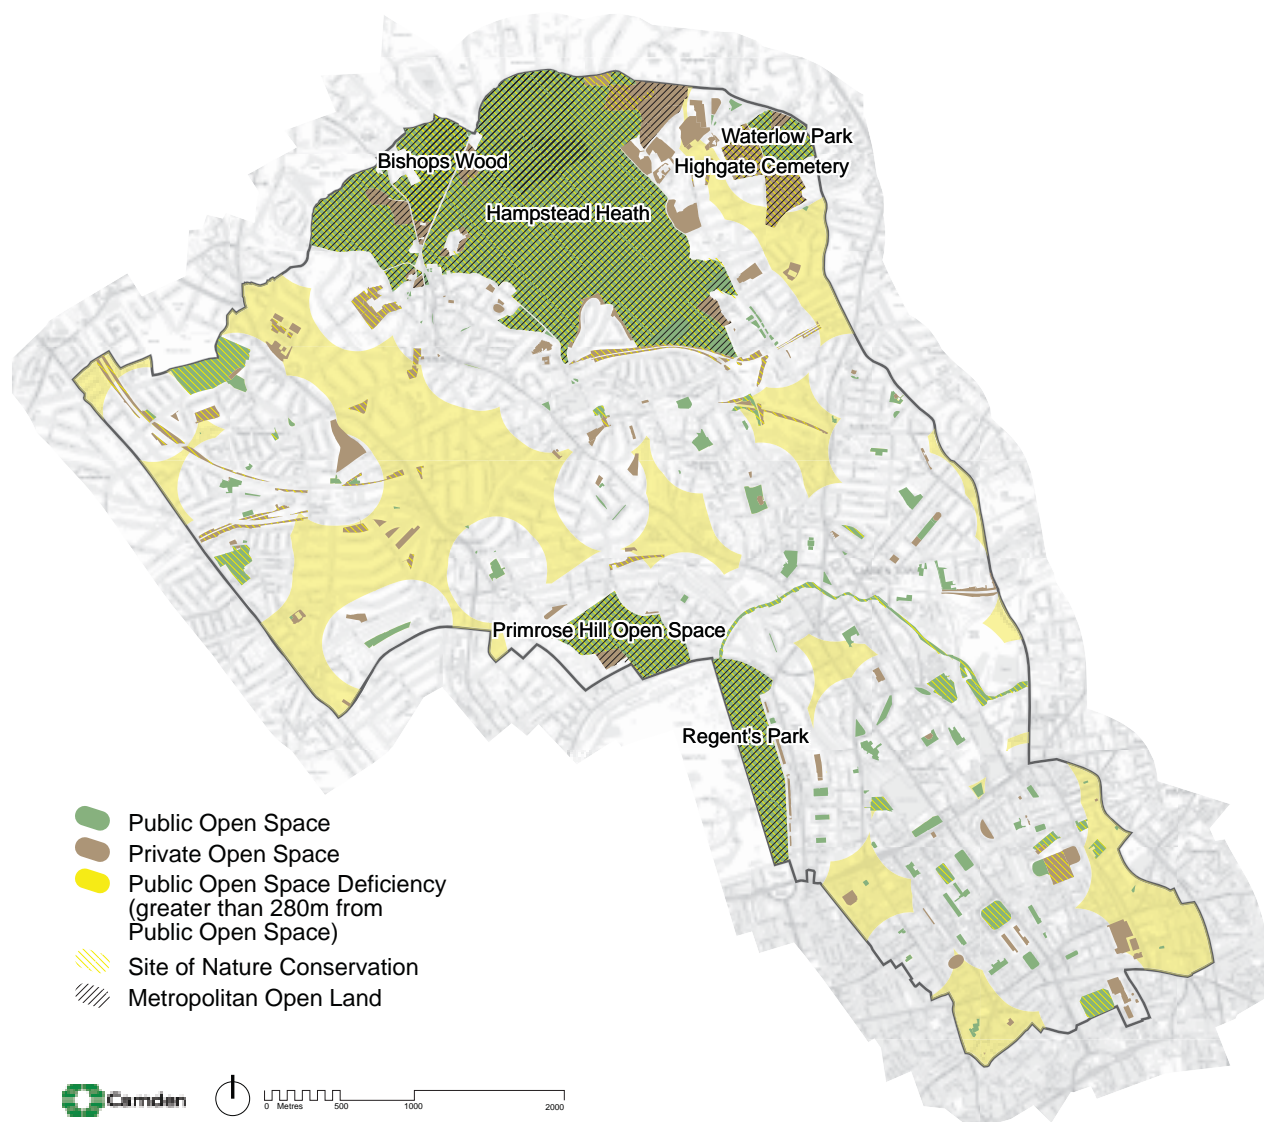 Waterlow Park
Bishops Wood
Highgate Cemetery
Hampstead Heath
Primrose Hill Open Space
Regent's Park
Public Open Space
Private Open Space
Public Open Space Deficiency
(greater than 280m from
Public Open Space)
Site of Nature Conservation
Metropolitan Open Land
Camden
0 Metres 500 1000 2000